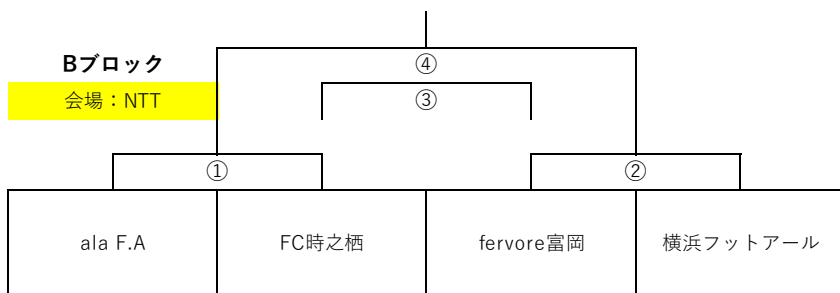 Bブロック
④
会場：NTT
③
①
②
ala F.A
FC時之栖
fervore富岡
横浜フットアール